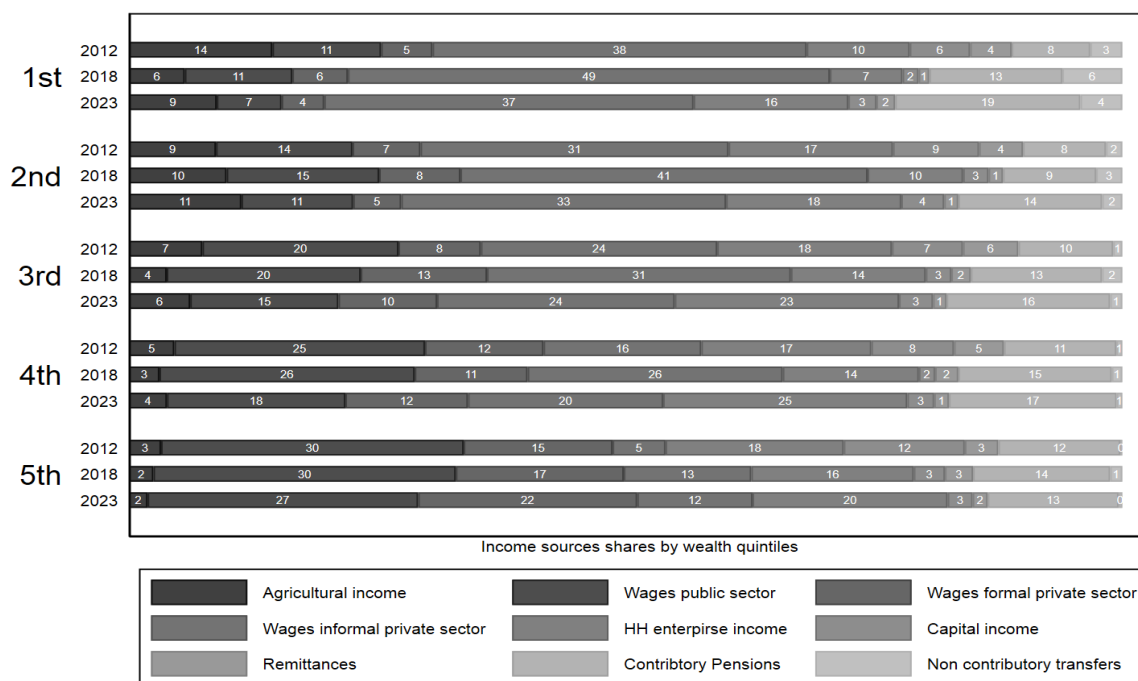 2012 14 11 5 38 10 6 4 8 3
1st 2018 6 11 6 49 7 2 1 13 6
2023 9 7 4 37 16 3 2 19 4
2012 9 14 7 31 17 9 4 8 2
2nd 2018 10 15 8 41 10 3 1 9 3
2023 11 11 5 33 18 4 1 14 2
2012 7 20 8 24 18 7 6 10 1
3rd 2018 4 20 13 31 14 3 2 13 2
2023 6 15 10 24 23 3 1 16 1
2012 5 25 12 16 17 8 5 11 1
4th 2018 3 26 11 26 14 2 2 15 1
2023 4 18 12 20 25 3 1 17 1
2012 3 30 15 5 18 12 3 12 0
5th 2018 2 30 17 13 16 3 3 14 1
2023 2 27 22 12 20 3 2 13 0
Income sources shares by wealth quintiles
Agricultural income Wages public sector Wages formal private sector
Wages informal private sector HH enterpirse income Capital income
Remittances Contribtory Pensions Non contributory transfers